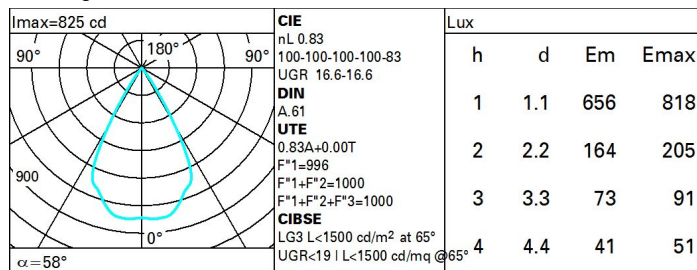 Imax=825 cd
90°
180°
90°
900
0°
α=58°
CIE
nL 0.83
100-100-100-100-83
UGR 16.6-16.6
DIN
A.61
UTE
0.83A+0.00T
F"1=996
F"1+F"2=1000
F"1+F"2+F"3=1000
CIBSE
LG3 L<1500 cd/m² at 65°
UGR<19 | L<1500 cd/mq @65°
Lux
h d Em Emax
1 1.1 656 818
2 2.2 164 205
3 3.3 73 91
4 4.4 41 51